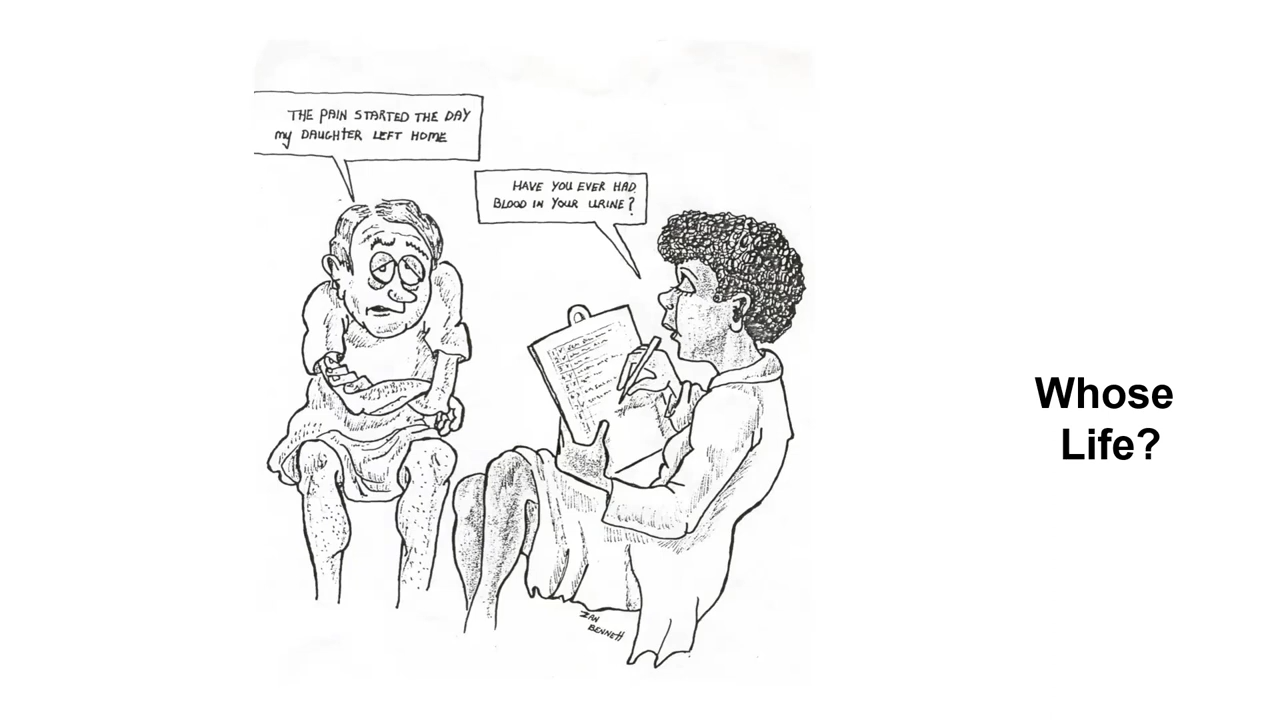 THE PAIN STARTED THE DAY
my DAUGHTER LEFT HOME
HAVE YOU EVER HAD
BLOOD IN YOUR URINE?
IAN
BENNETT
Whose
Life?